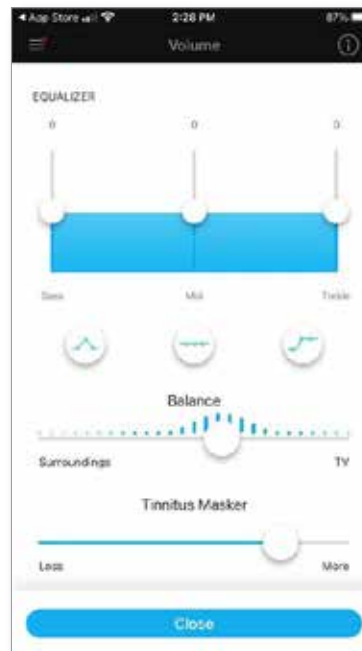 App Store 2:28 PM 87%
Volume
EQUALIZER
0 0 0
Bass Mid Treble
Balance
Surroundings TV
Tinnitus Masker
Less More
Close